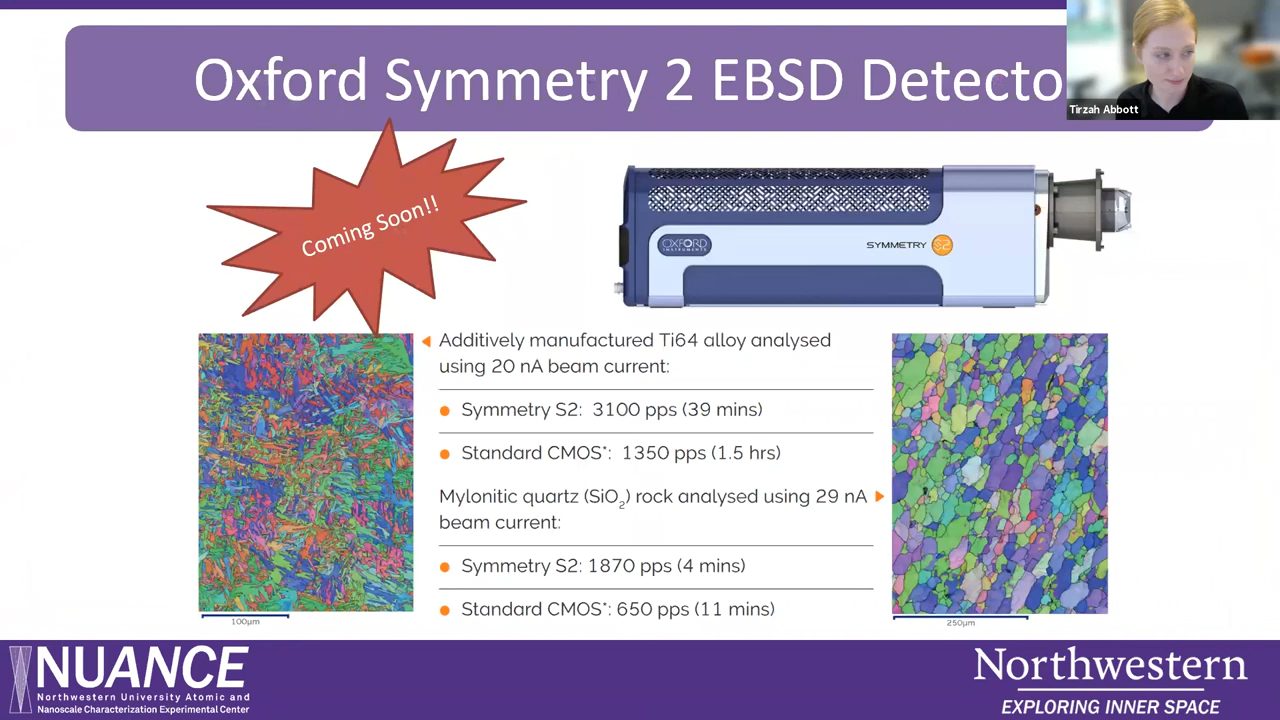 Oxford Symmetry 2 EBSD Detecto
Tirzah Abbott
Coming Soon!!
OXFORD
INSTRUMENTS
SYMMETRY S2
Additively manufactured Ti64 alloy analysed
using 20 nA beam current:
Symmetry S2: 3100 pps (39 mins)
Standard CMOS*: 1350 pps (1.5 hrs)
Mylonitic quartz (SiO2) rock analysed using 29 nA
beam current:
Symmetry S2: 1870 pps (4 mins)
Standard CMOS*: 650 pps (11 mins)
100µm
250µm
NUANCE
Northwestern University Atomic and
Nanoscale Characterization Experimental Center
Northwestern
EXPLORING INNER SPACE